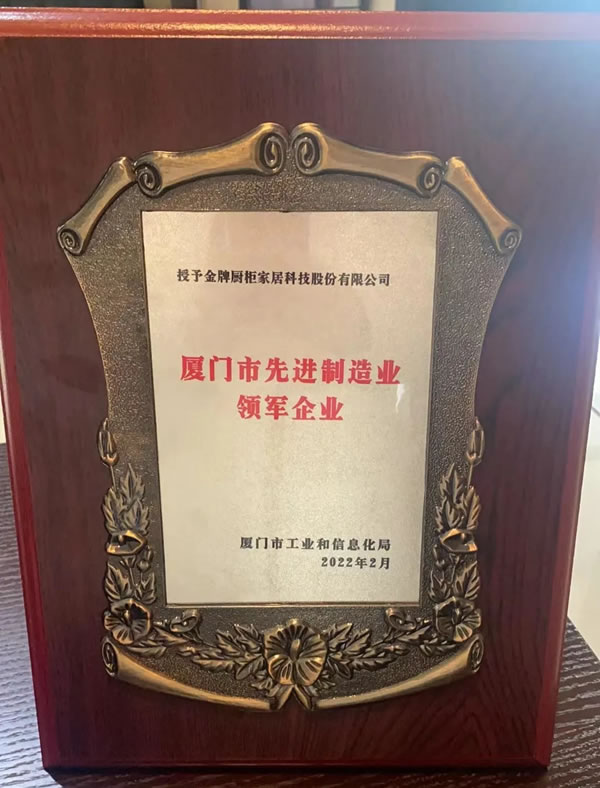 授予金牌厨柜家居科技股份有限公司
厦门市先进制造业
领军企业
厦门市工业和信息化局
2022年2月